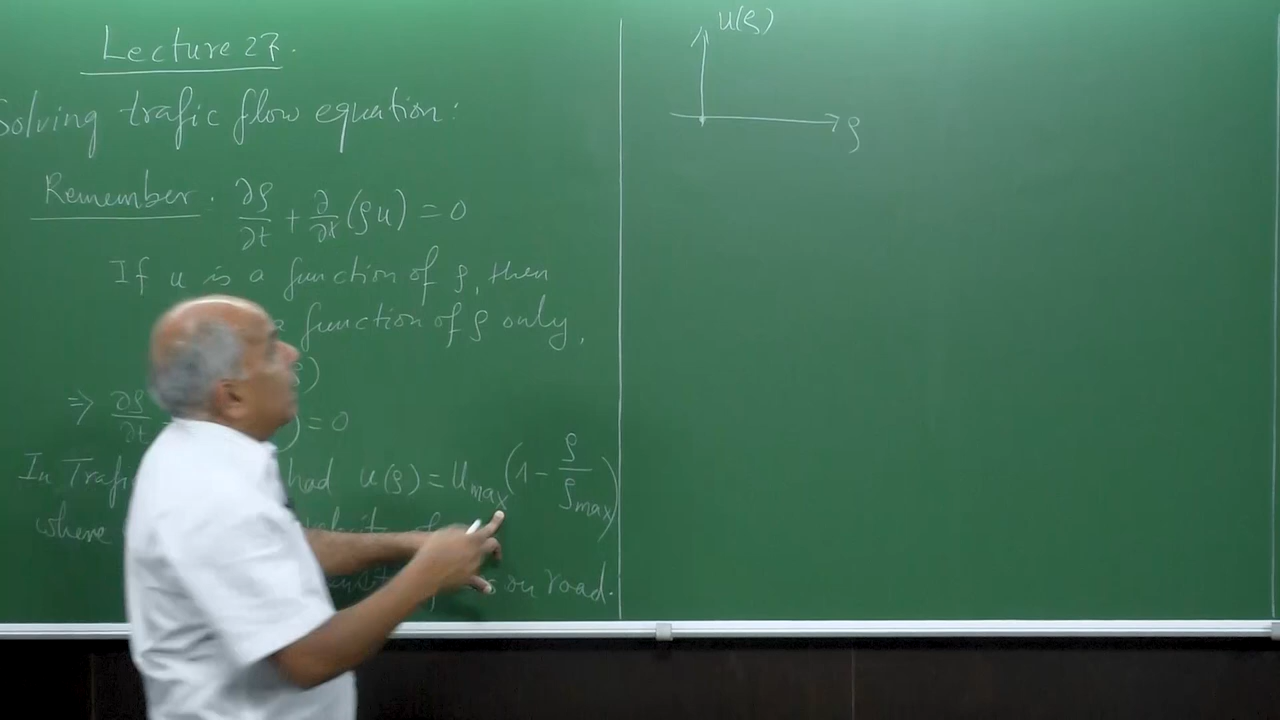 Lecture 27.
Solving trafic flow equation:
Remember. ∂ρ/∂t + ∂/∂x (ρu) = 0
If u is a function of ρ, then
a function of ρ only,
ρ)
⇒ ∂ρ/∂t ) = 0
In Trafi had u(ρ) = u_max (1 - ρ/ρ_max)
where
on road.
u(ρ)
ρ